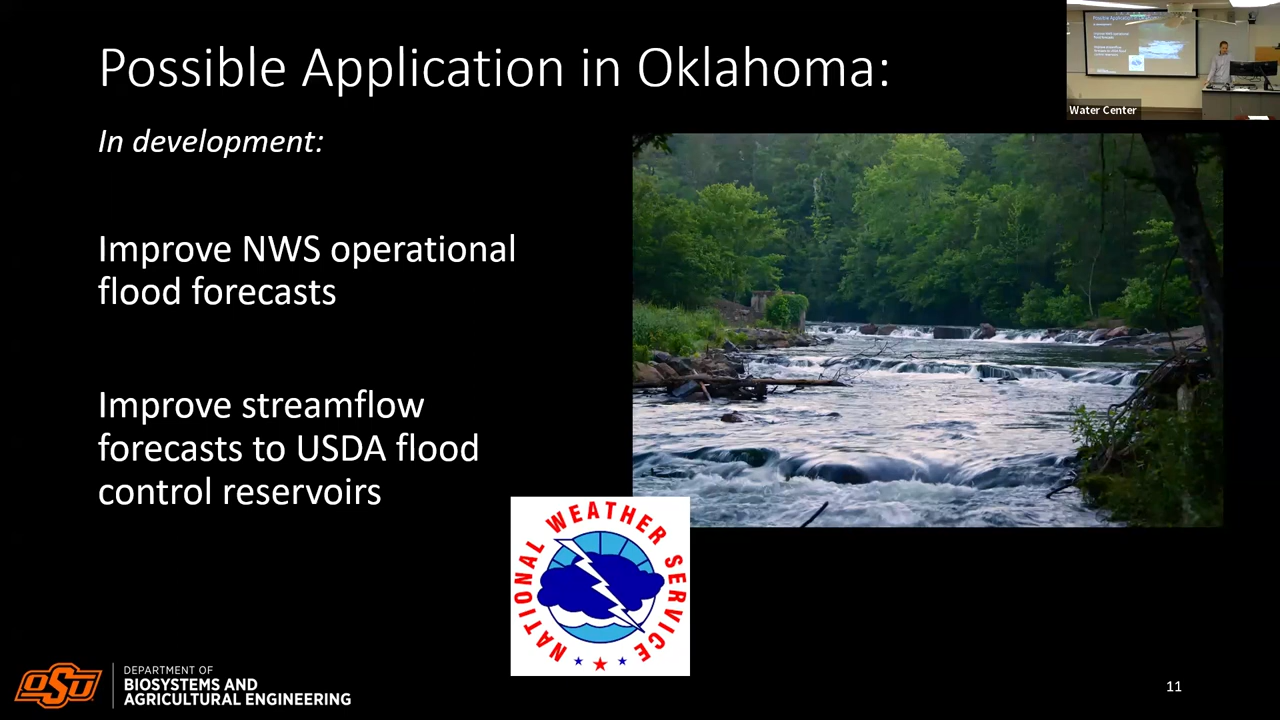 Possible Application in Oklahoma:
In development:
Improve NWS operational
flood forecasts
Improve streamflow
forecasts to USDA flood
control reservoirs
Water Center
NATIONAL WEATHER SERVICE
OSU
DEPARTMENT OF
BIOSYSTEMS AND
AGRICULTURAL ENGINEERING
11